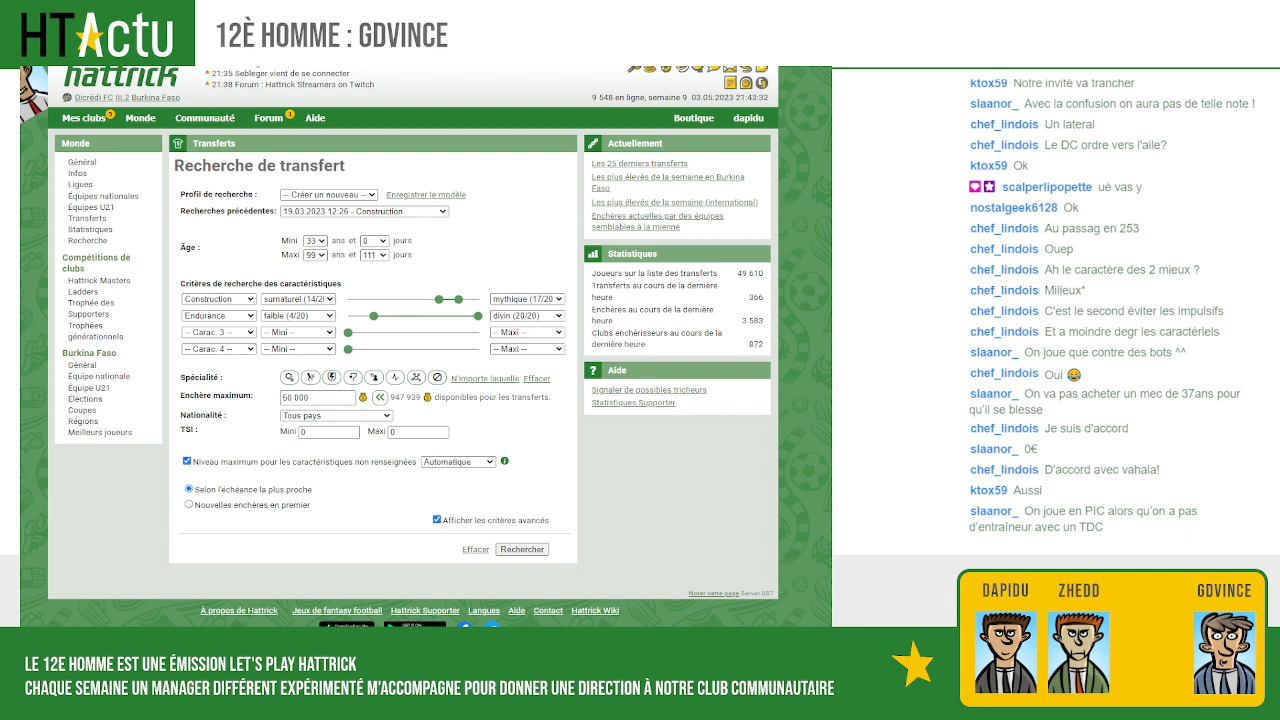 HTActu
12È HOMME : GDVINCE
hattrick
21:35 Sebleger vient de se connecter
21:38 Forum : Hattrick Streamers on Twitch
Dicrédi FC III.2 Burkina Faso
9 548 en ligne, semaine 9 03.05.2023 21:43:32
Mes clubs 5 Monde Communauté Forum 1 Aide Boutique dapidu
Monde
Général
Infos
Ligues
Équipes nationales
Équipes U21
Transferts
Statistiques
Recherche
Compétitions de
clubs
Hattrick Masters
Ladders
Trophée des
Supporters
Trophées
générationnels
Burkina Faso
Général
Équipe nationale
Équipe U21
Élections
Coupes
Régions
Meilleurs joueurs
Transferts
Recherche de transfert
Profil de recherche : -- Créer un nouveau -- Enregistrer le modèle
Recherches précédentes: 19.03.2023 12:26 - Construction
Âge :
Mini 33 ans et 0 jours
Maxi 99 ans et 111 jours
Critères de recherche des caractéristiques
Construction surnaturel (14/2 mythique (17/20
Endurance faible (4/20) divin (20/20)
-- Carac. 3 -- -- Mini -- -- Maxi --
-- Carac. 4 -- -- Mini -- -- Maxi --
Spécialité : N'importe laquelle Effacer
Enchère maximum: 50 000 947 939 disponibles pour les transferts.
Nationalité : Tous pays
TSI : Mini 0 Maxi 0
Niveau maximum pour les caractéristiques non renseignées Automatique
Selon l'échéance la plus proche
Nouvelles enchères en premier
Afficher les critères avancés
Effacer Rechercher
Actuellement
Les 25 derniers transferts
Les plus élevés de la semaine en Burkina
Faso
Les plus élevés de la semaine (international)
Enchères actuelles par des équipes
semblables à la mienne
Statistiques
Joueurs sur la liste des transferts 49 610
Transferts au cours de la dernière
heure 366
Enchères au cours de la dernière
heure 3 583
Clubs enchérisseurs au cours de la
dernière heure 872
? Aide
Signaler de possibles tricheurs
Statistiques Supporter
Noter cette page Server 087
À propos de Hattrick Jeux de fantasy football Hattrick Supporter Langues Aide Contact Hattrick Wiki
ktox59 Notre invité va trancher
slaanor_ Avec la confusion on aura pas de telle note !
chef_lindois Un lateral
chef_lindois Le DC ordre vers l'aile?
ktox59 Ok
scalperlipopette uè vas y
nostalgeek6128 Ok
chef_lindois Au passag en 253
chef_lindois Ouep
chef_lindois Ah le caractère des 2 mieux ?
chef_lindois Milieux*
chef_lindois C'est le second éviter les impulsifs
chef_lindois Et a moindre degr les caractériels
slaanor_ On joue que contre des bots ^^
chef_lindois Oui 😂
slaanor_ On va pas acheter un mec de 37ans pour
qu'il se blesse
chef_lindois Je suis d'accord
slaanor_ 0€
chef_lindois D'accord avec vahala!
ktox59 Aussi
slaanor_ On joue en PIC alors qu'on a pas
d'entraîneur avec un TDC
DAPIDU ZHEDD GDVINCE
LE 12E HOMME EST UNE ÉMISSION LET'S PLAY HATTRICK
CHAQUE SEMAINE UN MANAGER DIFFÉRENT EXPÉRIMENTÉ M'ACCOMPAGNE POUR DONNER UNE DIRECTION À NOTRE CLUB COMMUNAUTAIRE